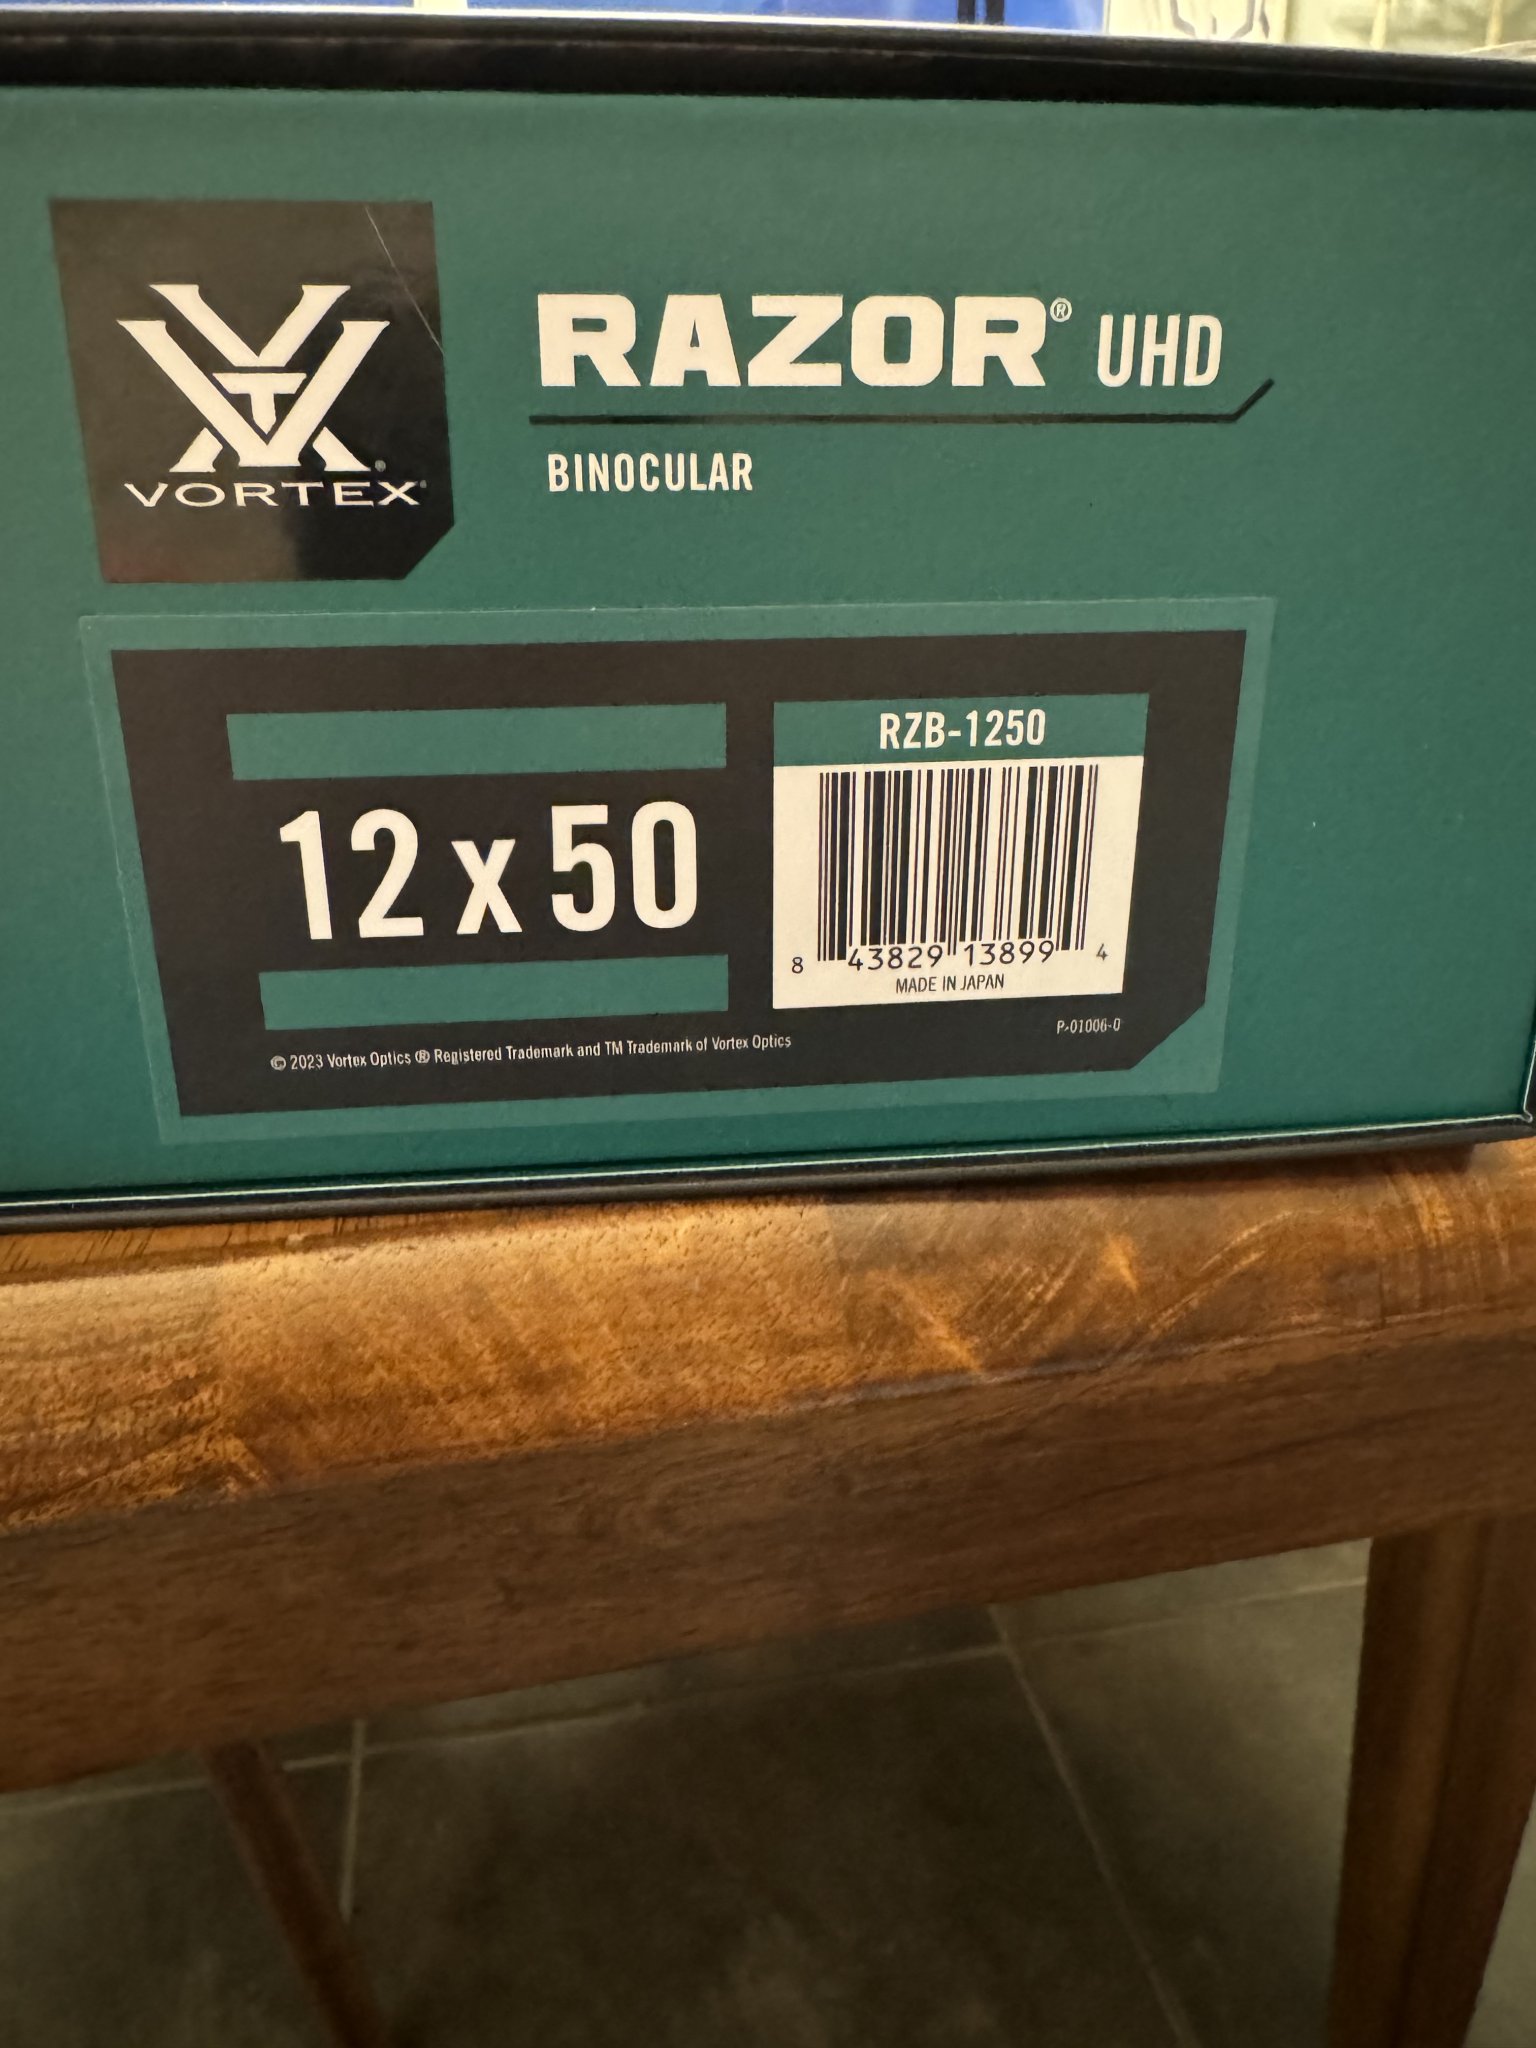 VORTEX®
RAZOR® UHD
BINOCULAR
12 x 50
RZB-1250
8 43829 13899 4
MADE IN JAPAN
P-01006-0
© 2023 Vortex Optics ® Registered Trademark and TM Trademark of Vortex Optics